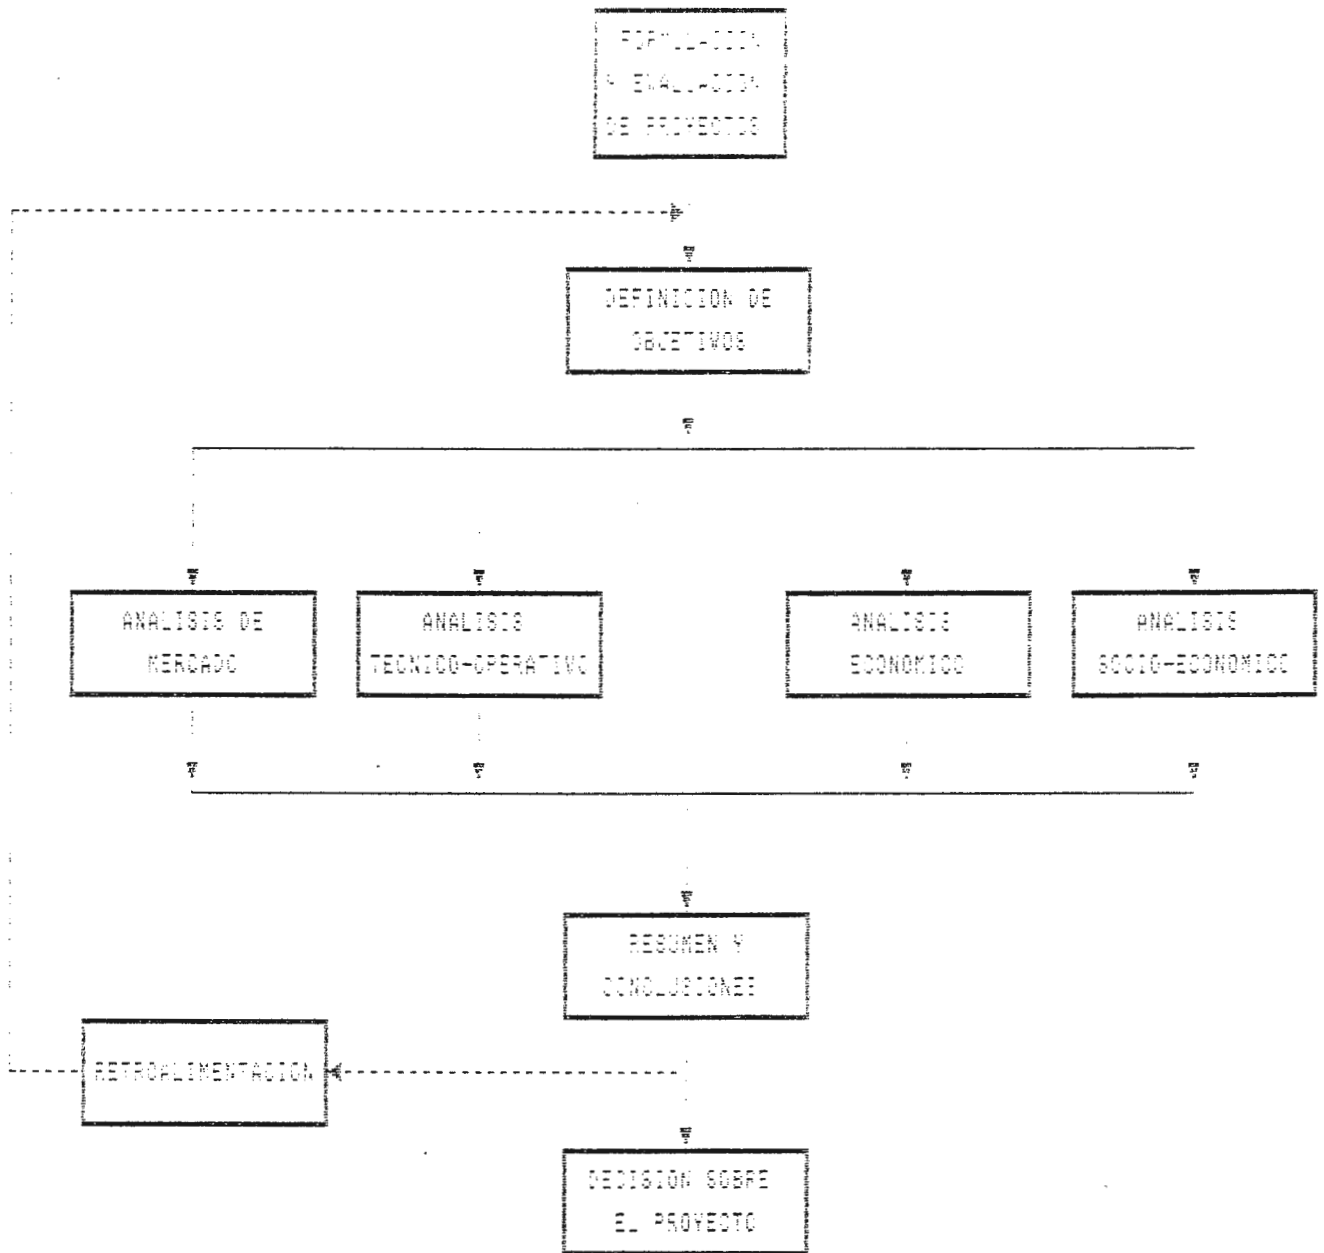 FORMULACION
Y EVALUACION
DE PROYECTOS
DEFINICION DE
OBJETIVOS
ANALISIS DE
MERCADO
ANALISIS
TECNICO-OPERATIVO
ANALISIS
ECONOMICO
ANALISIS
SOCIO-ECONOMICO
RESUMEN Y
CONCLUSIONES
RETROALIMENTACION
DECISION SOBRE
EL PROYECTO